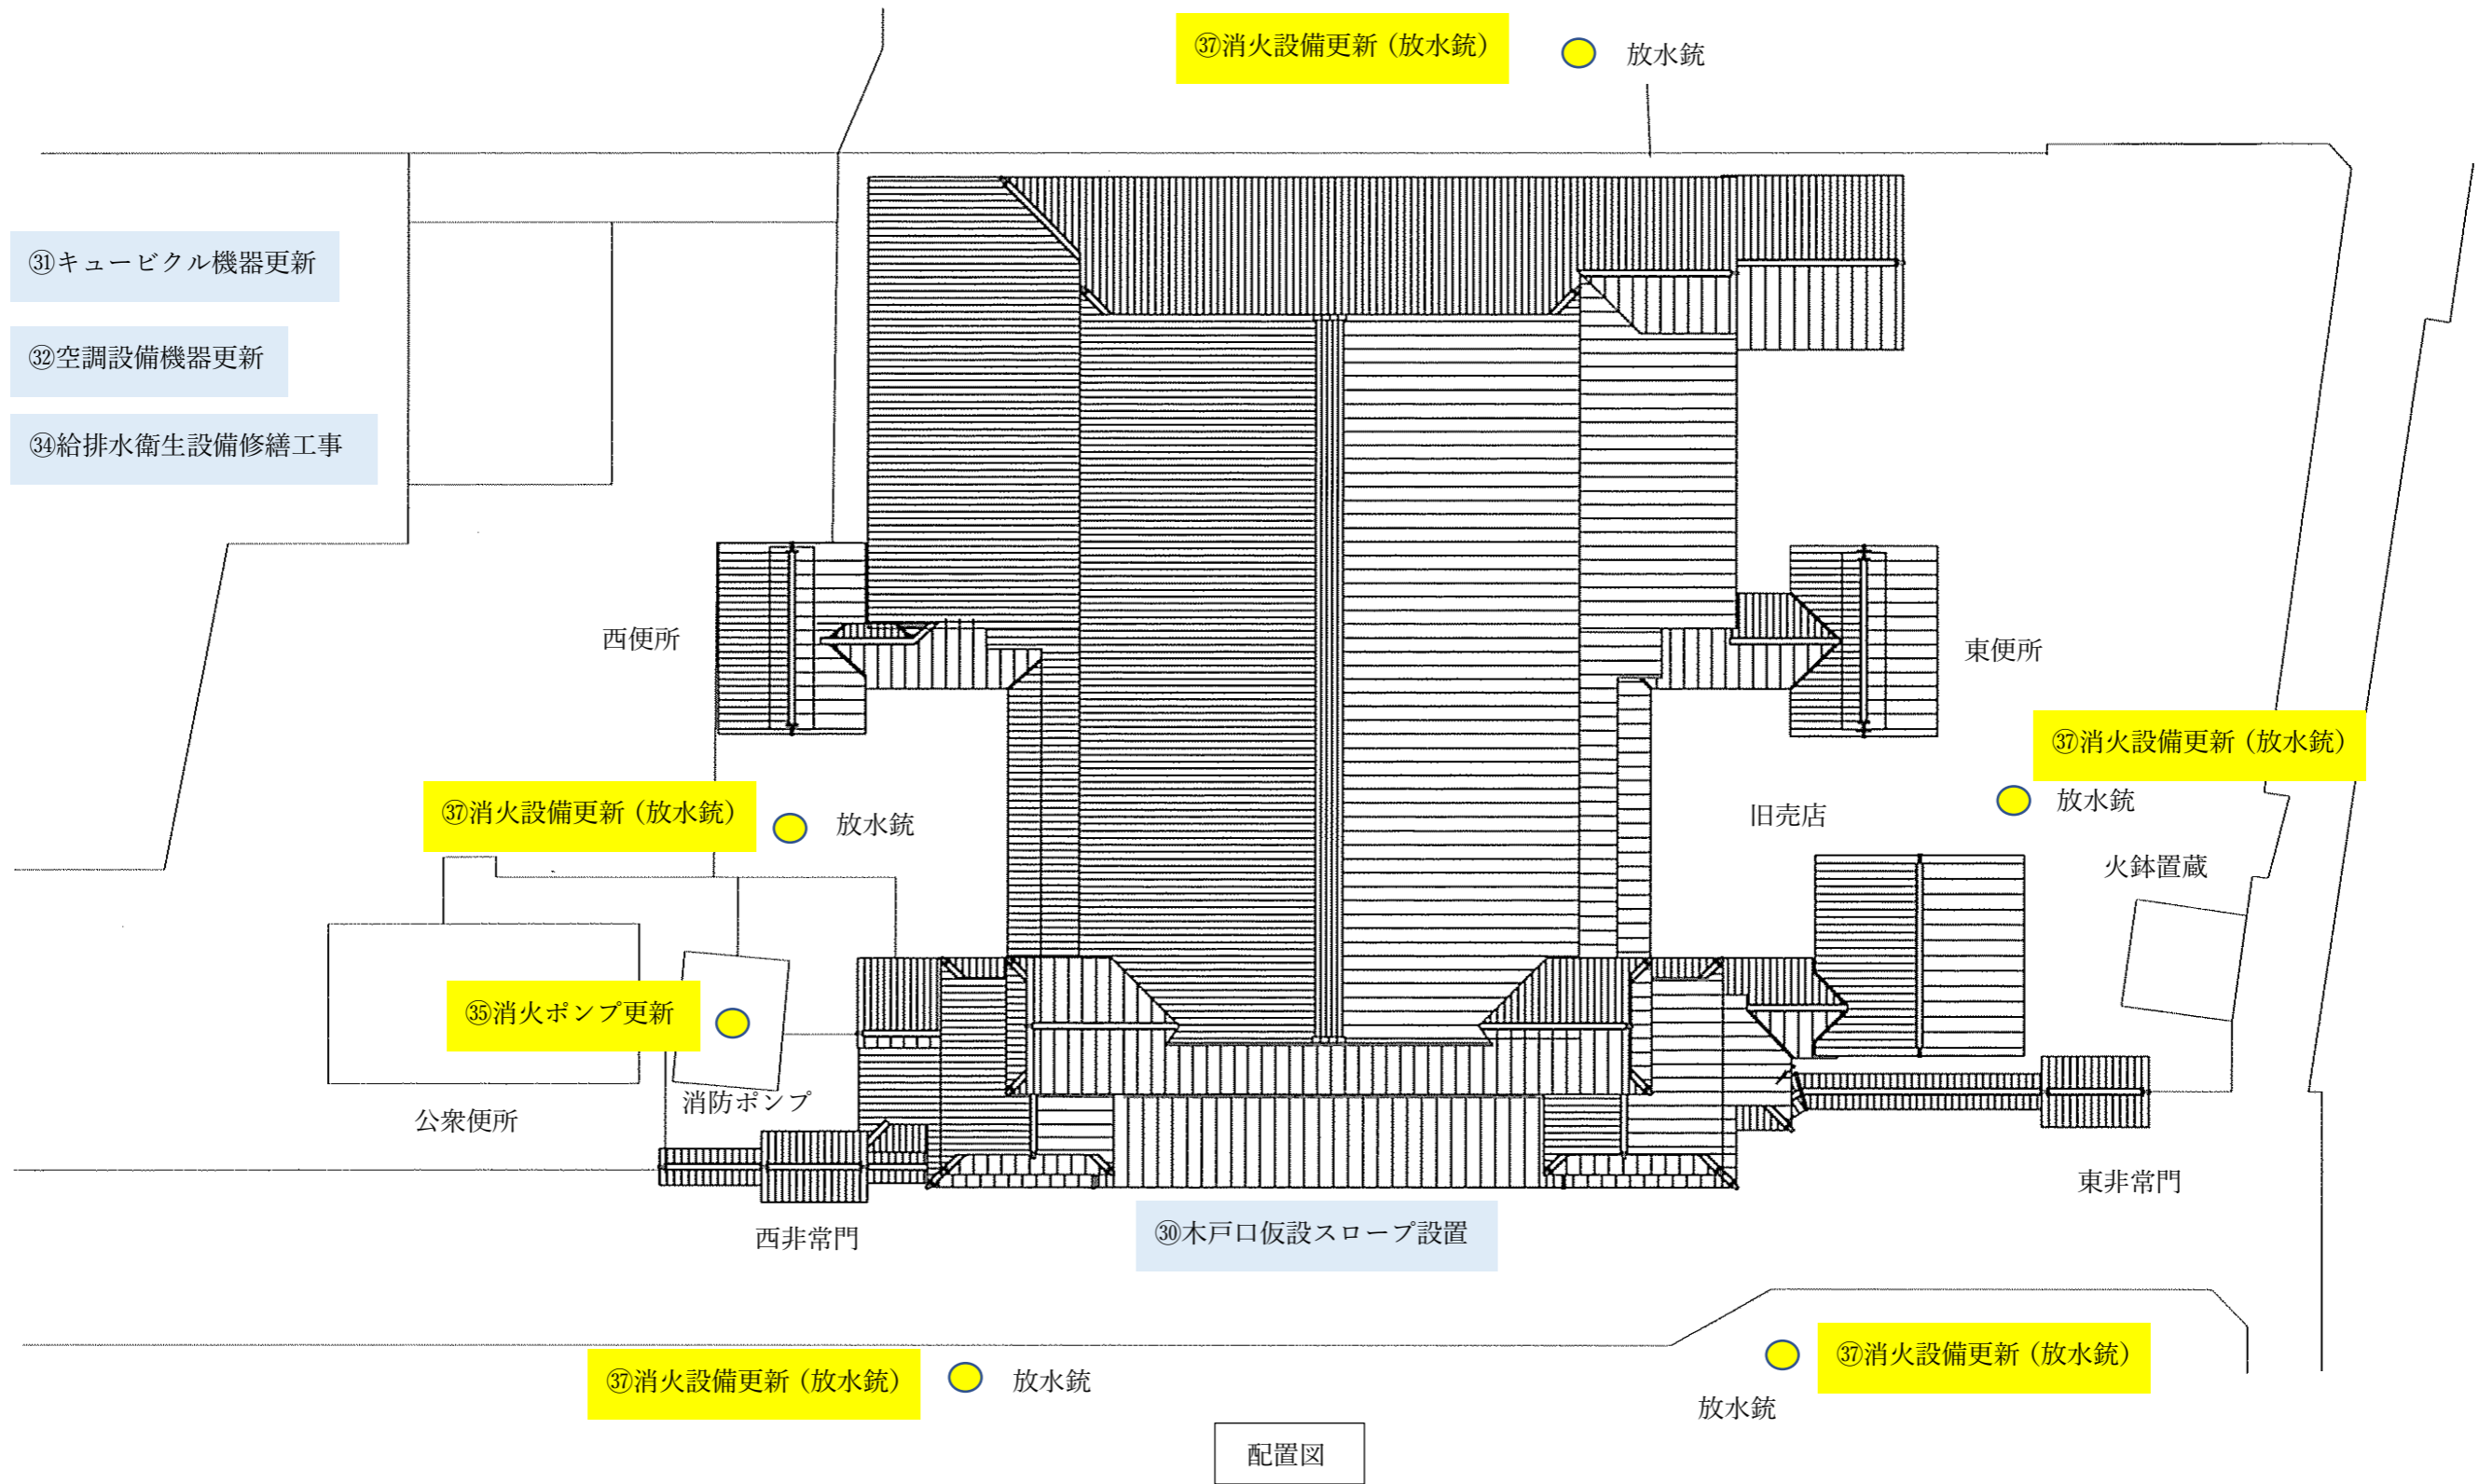 ㊲消火設備更新（放水銃）
放水銃
㉛キュービクル機器更新
㉜空調設備機器更新
㉞給排水衛生設備修繕工事
西便所
東便所
㊲消火設備更新（放水銃）
放水銃
㊲消火設備更新（放水銃）
放水銃
旧売店
火鉢置蔵
㉟消火ポンプ更新
消防ポンプ
公衆便所
東非常門
西非常門
㉚木戸口仮設スロープ設置
㊲消火設備更新（放水銃）
放水銃
㊲消火設備更新（放水銃）
放水銃
配置図